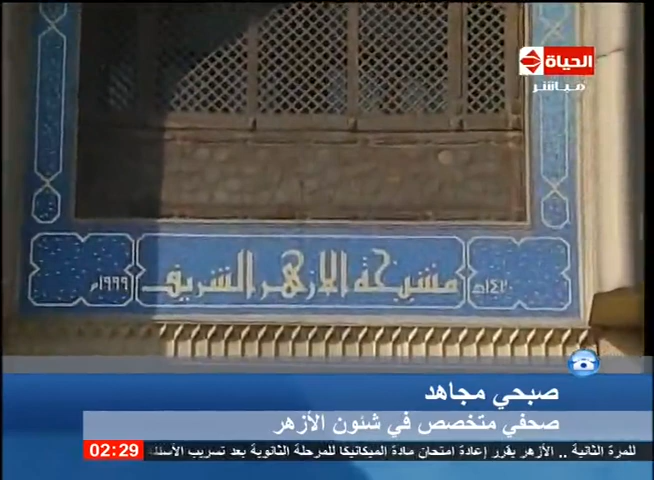 الحياة
مباشر
١٤٢٠هـ مشيخة الأزهر الشريف ١٩٩٩م
صبحي مجاهد
صحفي متخصص في شئون الأزهر
للمرة الثانية .. الأزهر يقرر إعادة امتحان مادة الميكانيكا للمرحلة الثانوية بعد تسريب الأسئلة
02:29